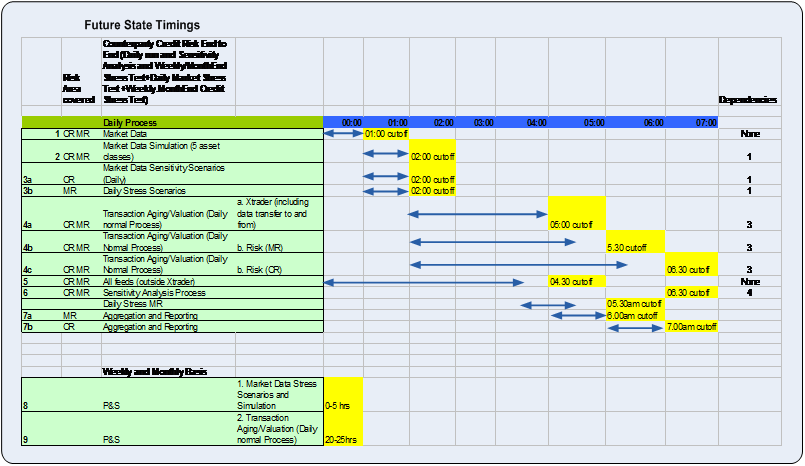 Future State Timings
Counterparty Credit Risk End to
End (Daily run and Sensitivity
Analysis and Weekly/MonthEnd
Risk Stress Test+Daily Market Stress
Area Test +Weekly.MonthEnd Credit
covered Stress Test) Dependencies
Daily Process 00:00 01:00 02:00 03:00 04:00 05:00 06:00 07:00
1 CR MR Market Data 01:00 cutoff None
Market Data Simulation (5 asset
2 CR MR classes) 02:00 cutoff 1
Market Data Sensitivity Scenarios
3a CR (Daily) 02:00 cutoff 1
3b MR Daily Stress Scenarios 02:00 cutoff 1
a. Xtrader (including
Transaction Aging/Valuation (Daily data transfer to and
4a CR MR normal Process) from) 05:00 cutoff 3
Transaction Aging/Valuation (Daily
4b CR MR Normal Process) b. Risk (MR) 5.30 cutoff 3
Transaction Aging/Valuation (Daily
4c CR MR Normal Process) b. Risk (CR) 06.30 cutoff 3
5 CR MR All feeds (outside Xtrader) 04.30 cutoff None
6 CR MR Sensitivity Analysis Process 06.30 cutoff 4
Daily Stress MR 05.30am cutoff
7a MR Aggregation and Reporting 6.00am cutoff
7b CR Aggregation and Reporting 7.00am cutoff
Weekly and Monthly Basis
1. Market Data Stress
Scenarios and
8 P&S Simulation 0-5 hrs
2. Transaction
Aging/Valuation (Daily
9 P&S normal Process) 20-25hrs